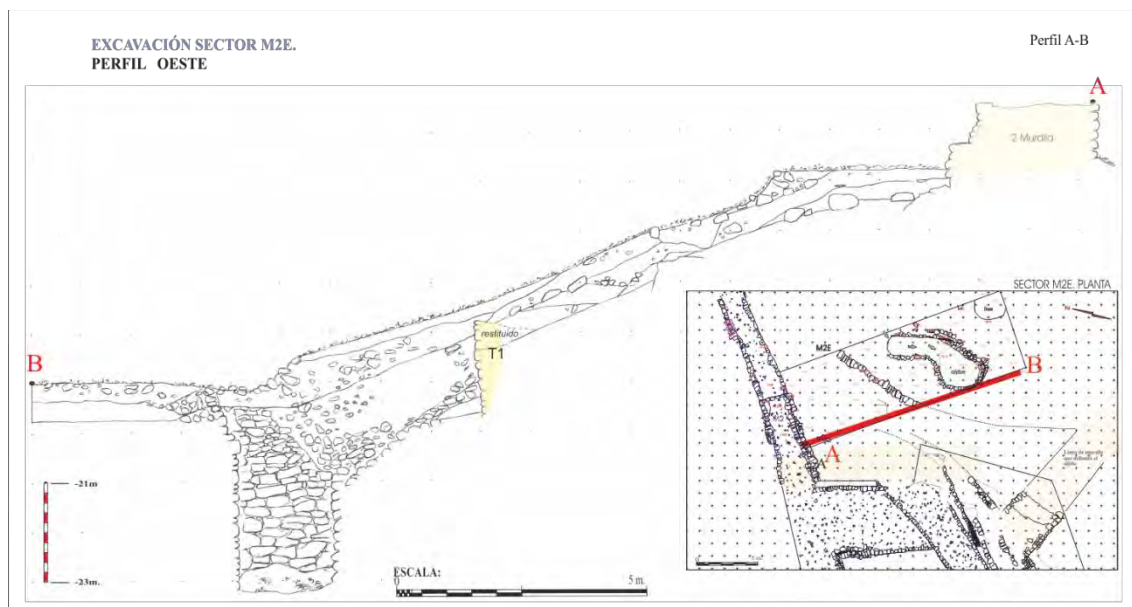 EXCAVACIÓN SECTOR M2E.
PERFIL OESTE
Perfil A-B
A
2 Muralla
B
restituido
T1
-21m.
-23m.
ESCALA:
0
5 m.
SECTOR M2E. PLANTA
M2E
B
A
A